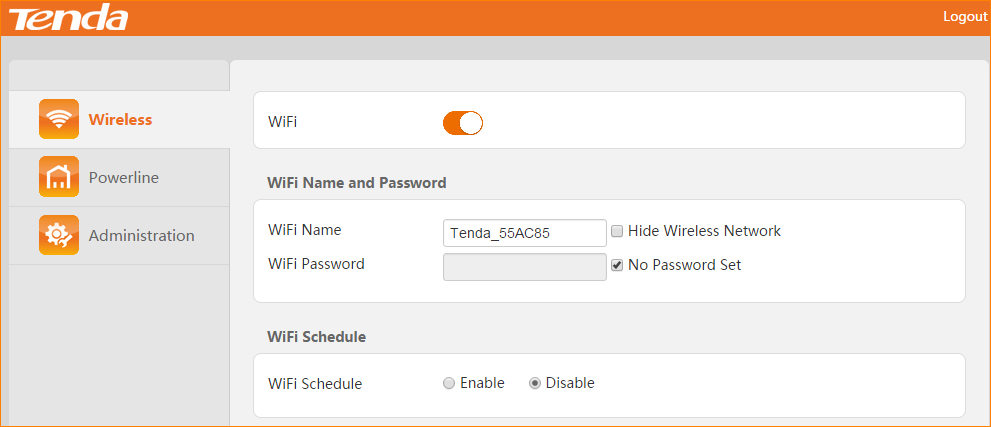 Tenda
Logout
Wireless
Powerline
Administration
WiFi
WiFi Name and Password
WiFi Name Tenda_55AC85 Hide Wireless Network
WiFi Password No Password Set
WiFi Schedule
WiFi Schedule Enable Disable